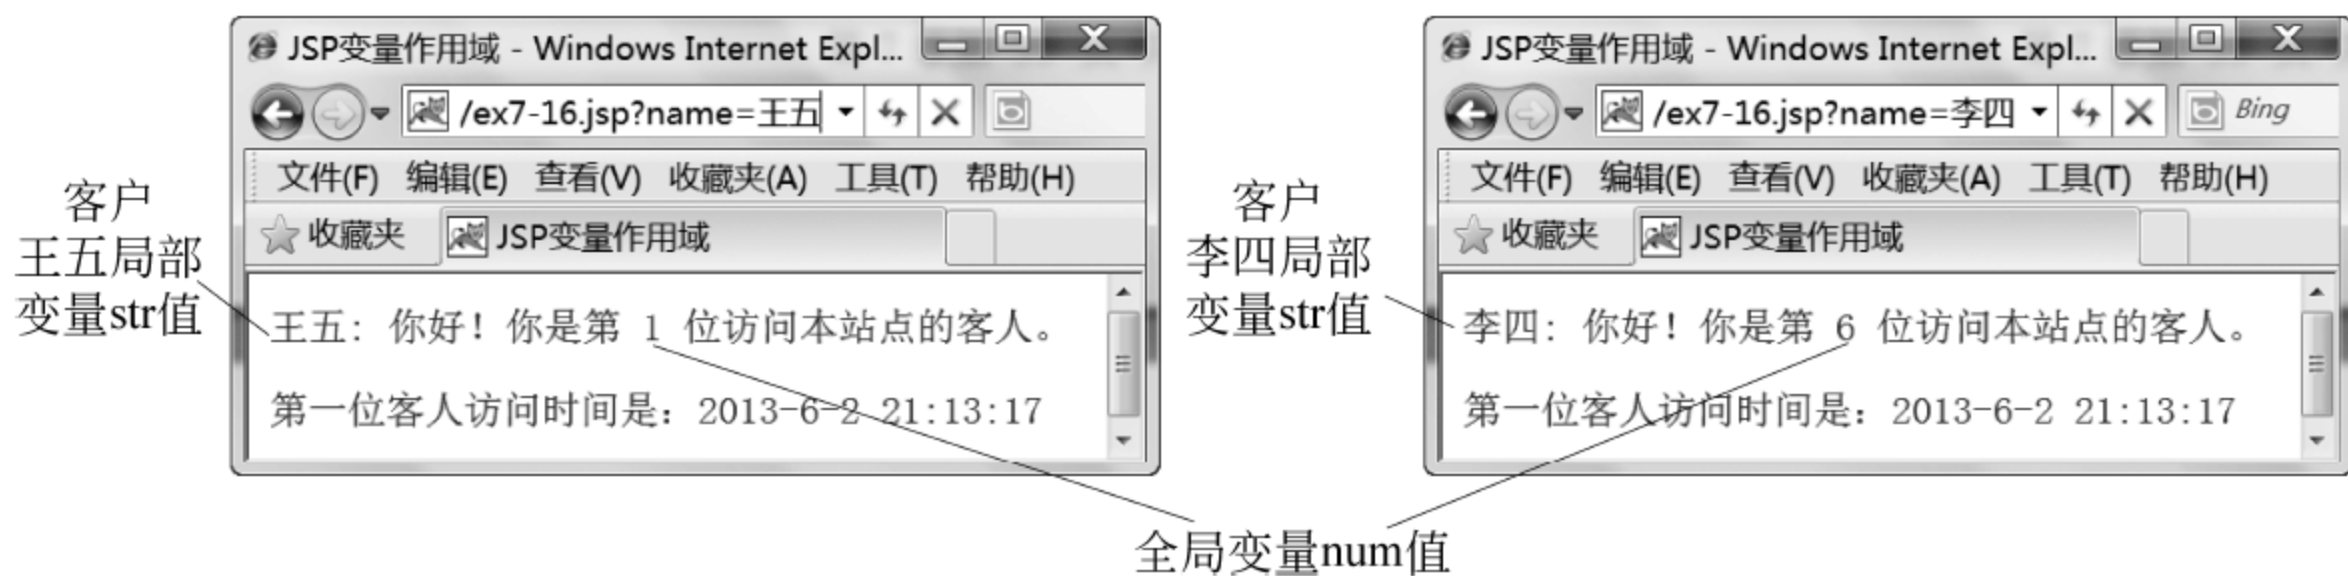 JSP变量作用域 - Windows Internet Expl...
/ex7-16.jsp?name=王五
文件(F) 编辑(E) 查看(V) 收藏夹(A) 工具(T) 帮助(H)
收藏夹 JSP变量作用域
王五: 你好! 你是第 1 位访问本站点的客人。
第一位客人访问时间是: 2013-6-2 21:13:17
客户
王五局部
变量str值
JSP变量作用域 - Windows Internet Expl...
/ex7-16.jsp?name=李四
Bing
文件(F) 编辑(E) 查看(V) 收藏夹(A) 工具(T) 帮助(H)
收藏夹 JSP变量作用域
李四: 你好! 你是第 6 位访问本站点的客人。
第一位客人访问时间是: 2013-6-2 21:13:17
客户
李四局部
变量str值
全局变量num值